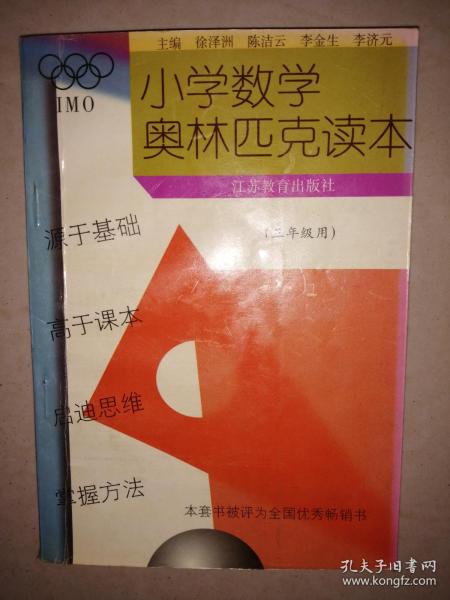 主编 徐泽洲 陈洁云 李金生 李济元
IMO
小学数学
奥林匹克读本
江苏教育出版社
(三年级用)
源于基础
高于课本
启迪思维
掌握方法
本套书被评为全国优秀畅销书
孔夫子旧书网
www.kongfz.com